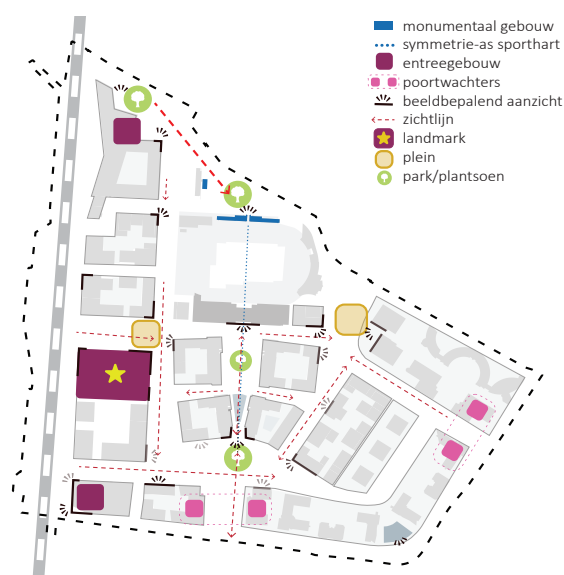 monumentaal gebouw
symmetrie-as sporthart
entreegebouw
poortwachters
beeldbepalend aanzicht
zichtlijn
landmark
plein
park/plantsoen